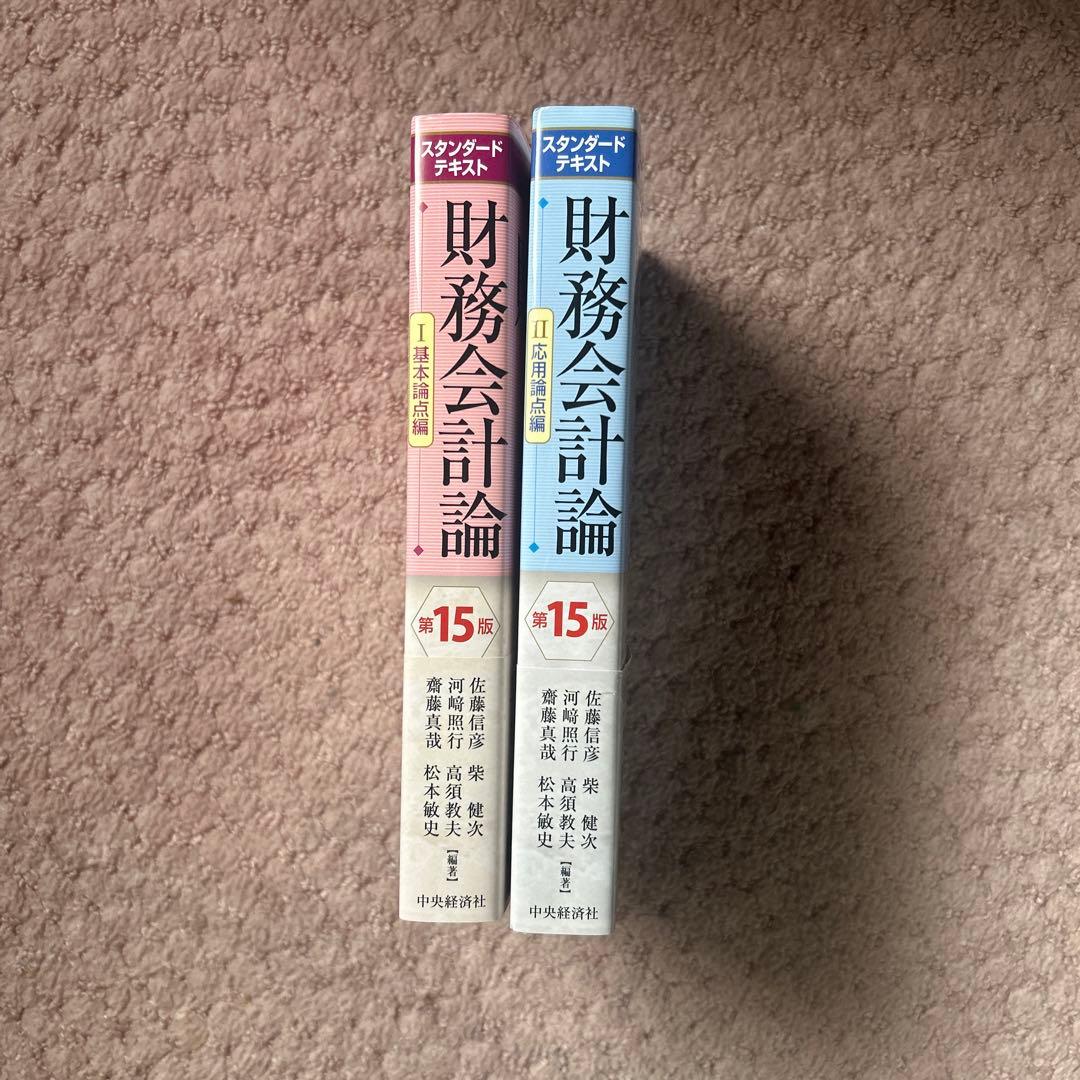 スタンダード
テキスト
財務会計論
Ⅰ基本論点編
第15版
佐藤信彦
河﨑照行
齋藤真哉
柴 健次
高須教夫
松本敏史
【編著】
中央経済社
スタンダード
テキスト
財務会計論
Ⅱ応用論点編
第15版
佐藤信彦
河﨑照行
齋藤真哉
柴 健次
高須教夫
松本敏史
【編著】
中央経済社